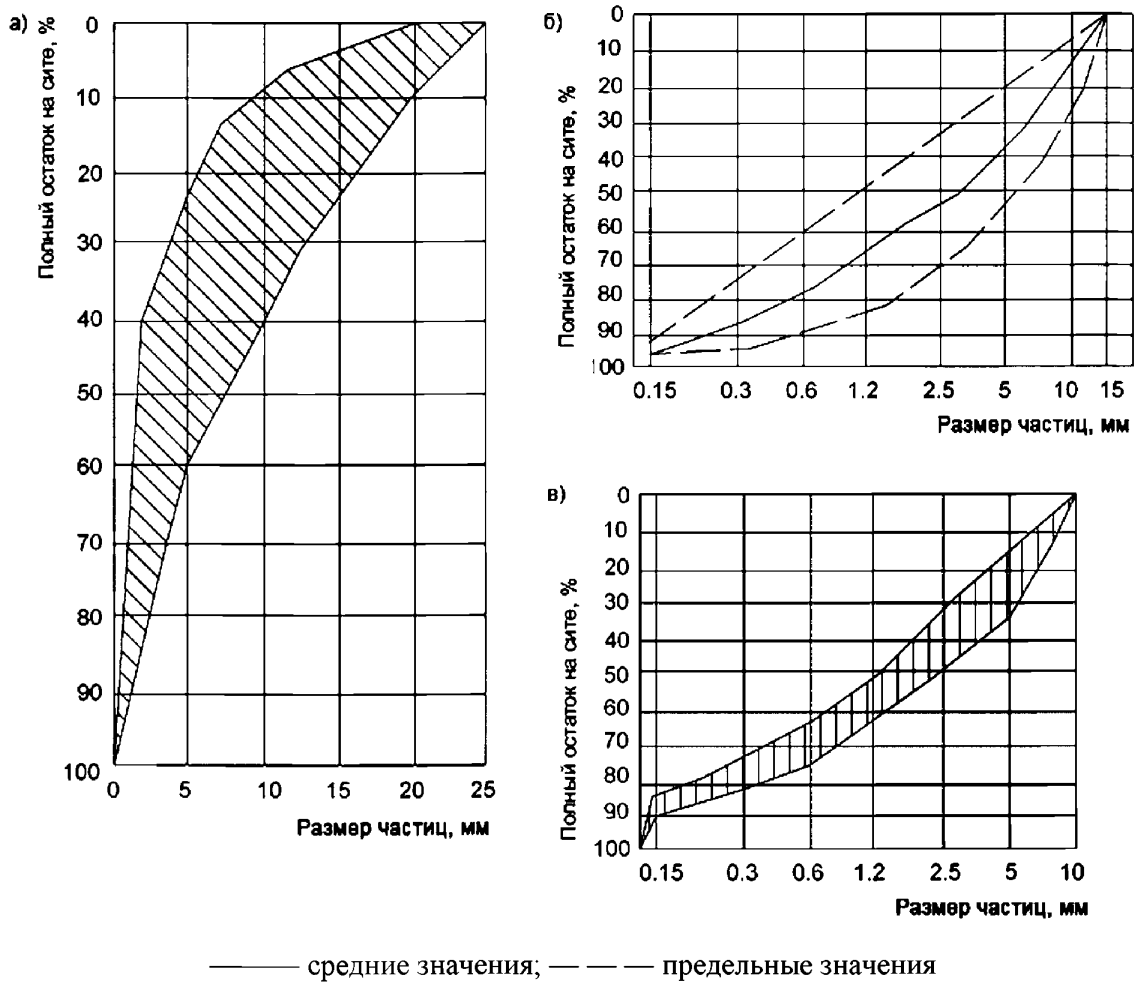 а)
Полный остаток на сите, %
0
10
20
30
40
50
60
70
80
90
100
0 5 10 15 20 25
Размер частиц, мм
б)
Полный остаток на сите, %
0
10
20
30
40
50
60
70
80
90
100
0.15 0.3 0.6 1.2 2.5 5 10 15
Размер частиц, мм
в)
Полный остаток на сите, %
0
10
20
30
40
50
60
70
80
90
100
0.15 0.3 0.6 1.2 2.5 5 10
Размер частиц, мм
средние значения; предельные значения